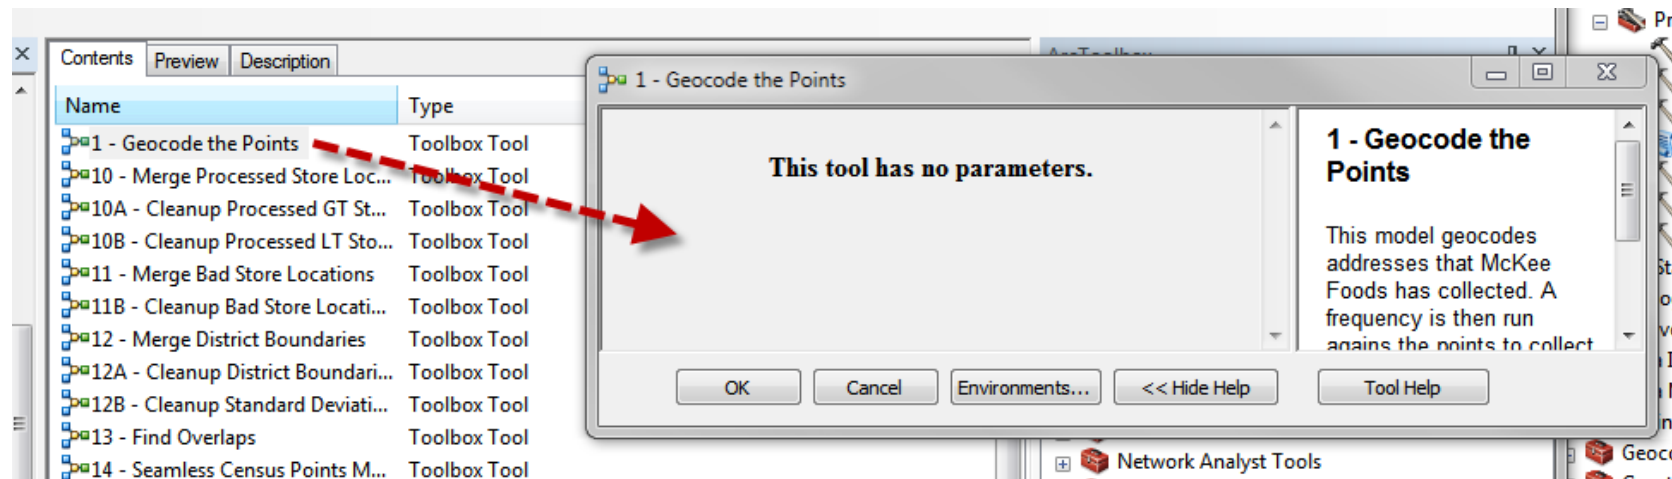 Contents Preview Description
Name Type
1 - Geocode the Points Toolbox Tool
10 - Merge Processed Store Loc... Toolbox Tool
10A - Cleanup Processed GT St... Toolbox Tool
10B - Cleanup Processed LT Sto... Toolbox Tool
11 - Merge Bad Store Locations Toolbox Tool
11B - Cleanup Bad Store Locati... Toolbox Tool
12 - Merge District Boundaries Toolbox Tool
12A - Cleanup District Boundari... Toolbox Tool
12B - Cleanup Standard Deviati... Toolbox Tool
13 - Find Overlaps Toolbox Tool
14 - Seamless Census Points M... Toolbox Tool
1 - Geocode the Points
This tool has no parameters.
1 - Geocode the
Points
This model geocodes
addresses that McKee
Foods has collected. A
frequency is then run
agains the points to collect
OK Cancel Environments... << Hide Help Tool Help
Network Analyst Tools